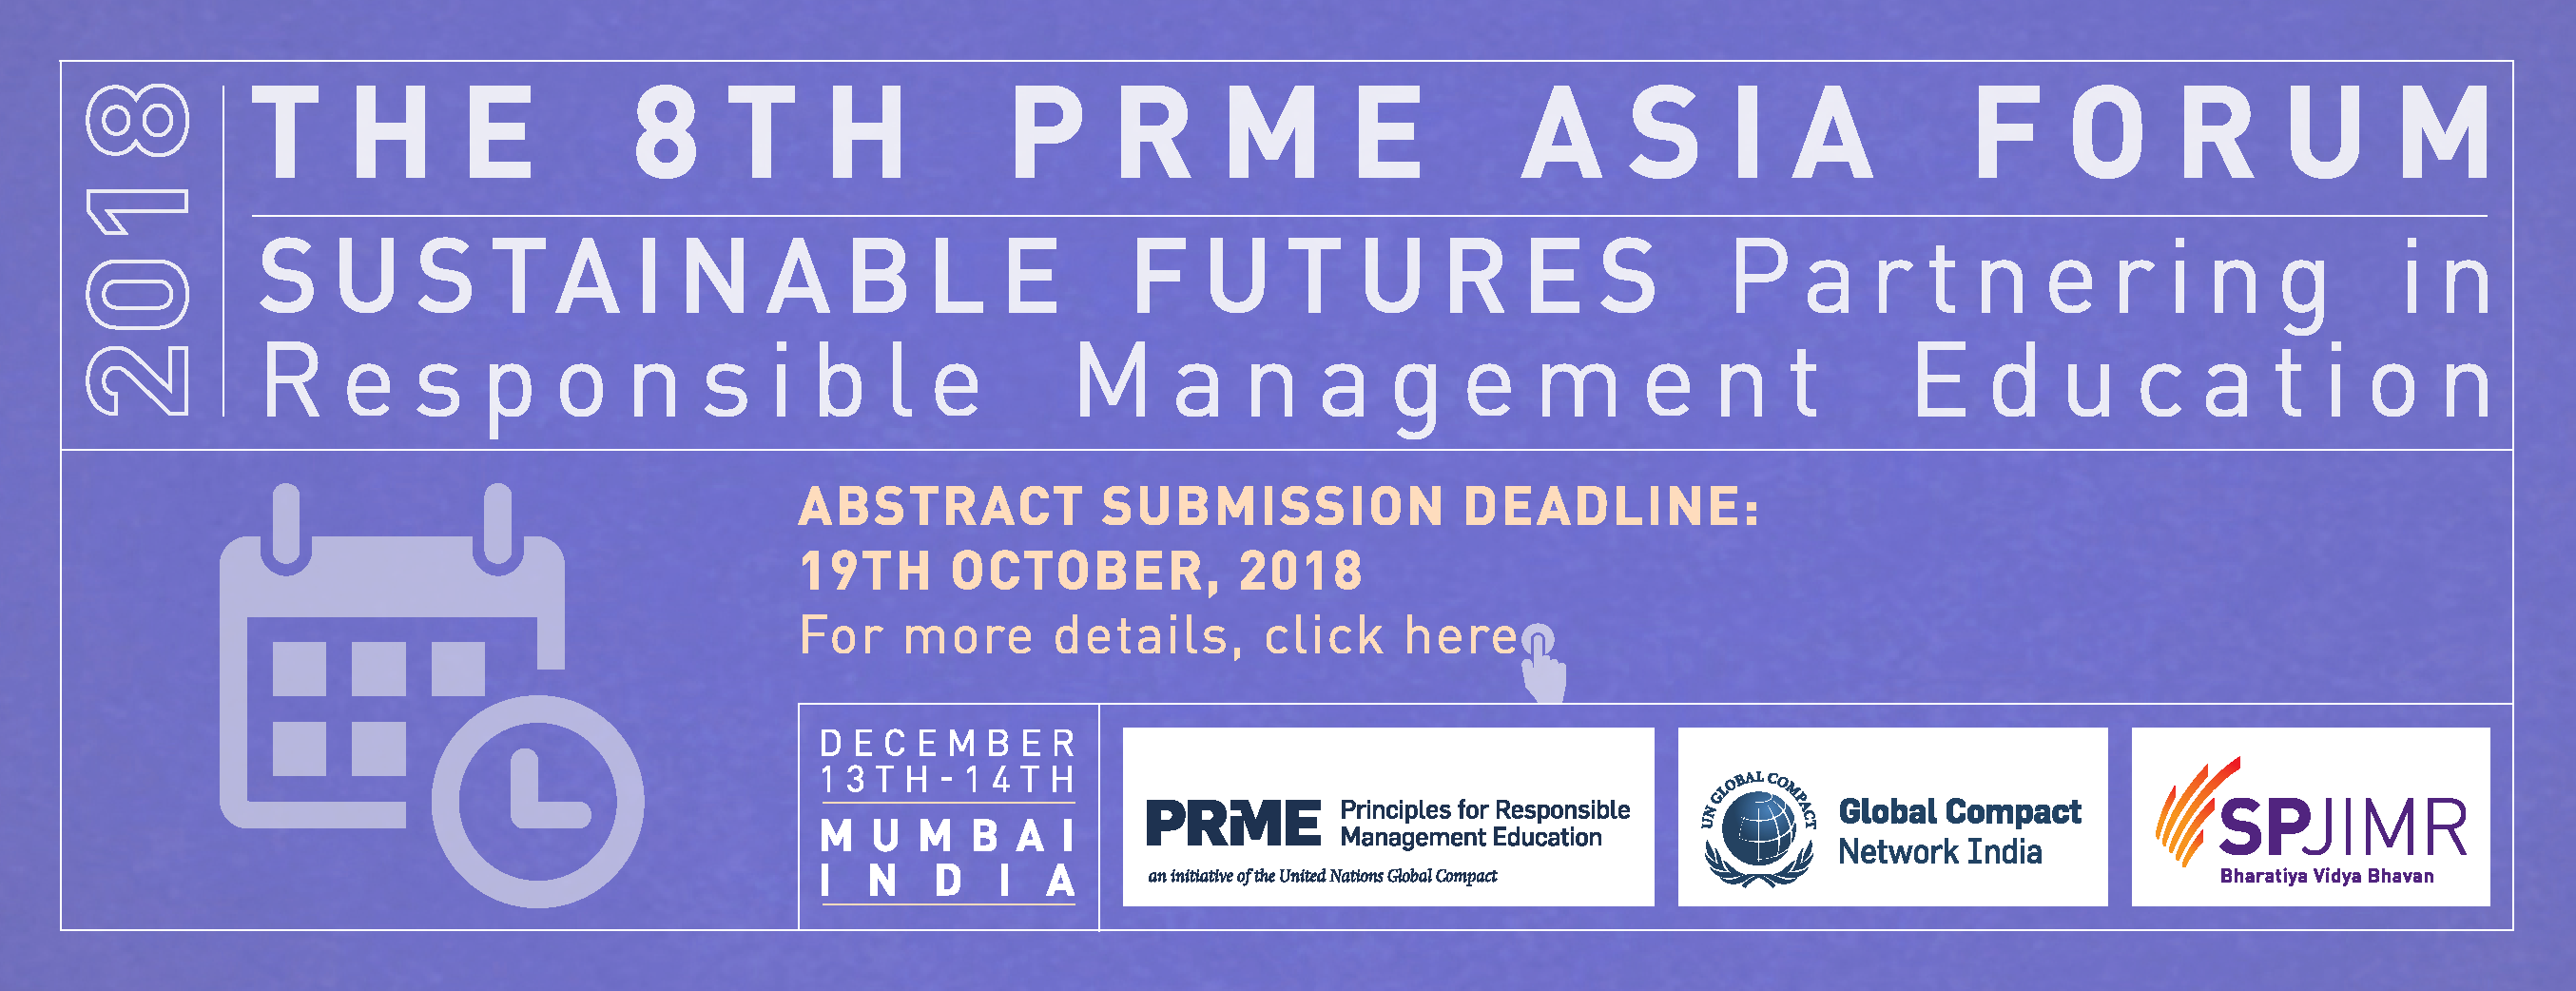 2018
THE 8TH PRME ASIA FORUM
SUSTAINABLE FUTURES Partnering in
Responsible Management Education
ABSTRACT SUBMISSION DEADLINE:
19TH OCTOBER, 2018
For more details, click here
DECEMBER
13TH-14TH
MUMBAI
INDIA
PRME
Principles for Responsible
Management Education
an initiative of the United Nations Global Compact
UN GLOBAL COMPACT
Global Compact
Network India
SPJIMR
Bharatiya Vidya Bhavan